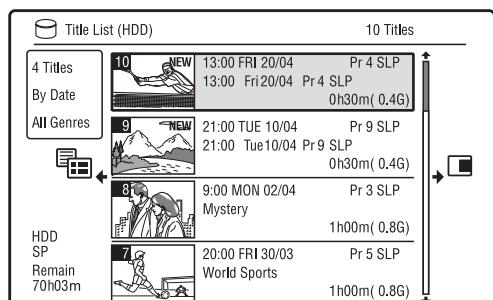 Title List (HDD) 10 Titles
4 Titles
By Date
All Genres
10 NEW 13:00 FRI 20/04 Pr 4 SLP
13:00 Fri 20/04 Pr 4 SLP
0h30m( 0.4G)
9 NEW 21:00 TUE 10/04 Pr 9 SLP
21:00 Tue10/04 Pr 9 SLP
0h30m( 0.4G)
8 9:00 MON 02/04 Pr 3 SLP
Mystery
1h00m( 0.8G)
7 20:00 FRI 30/03 Pr 5 SLP
World Sports
1h00m( 0.8G)
HDD
SP
Remain
70h03m